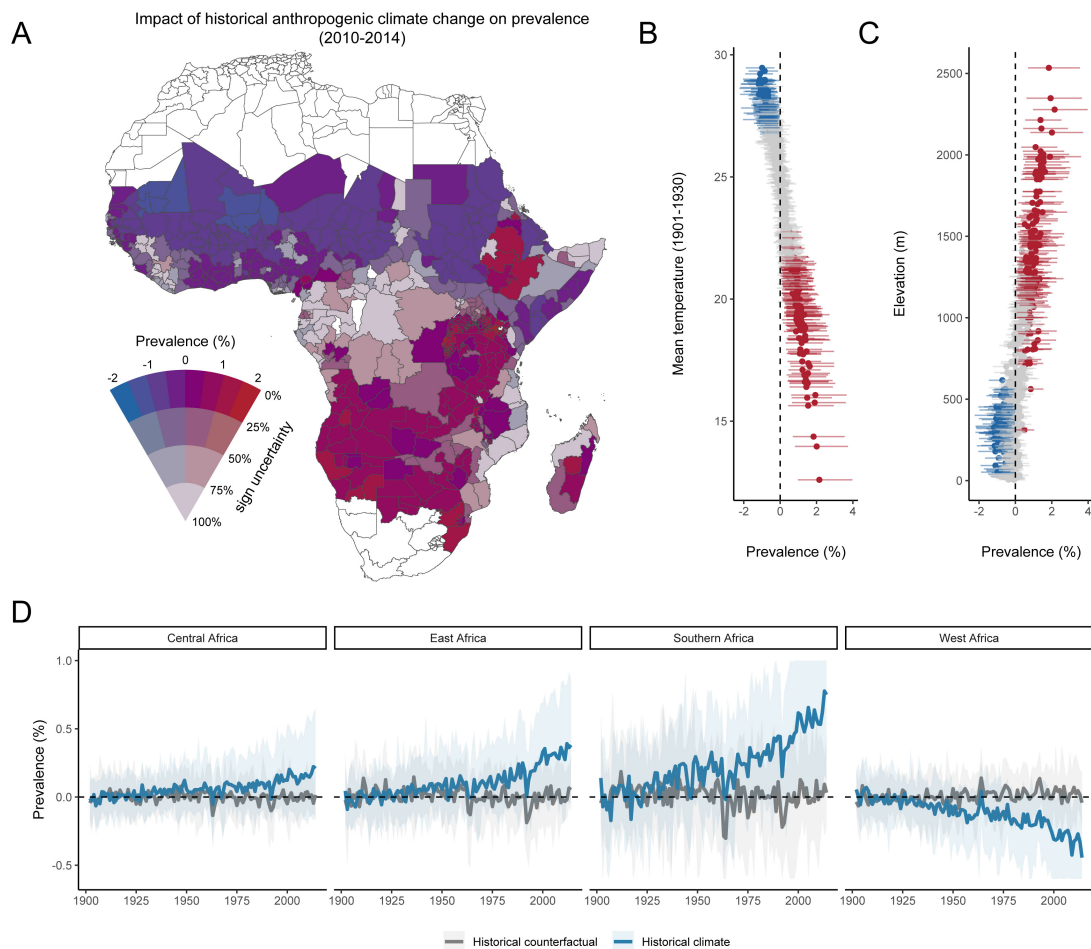 A
Impact of historical anthropogenic climate change on prevalence
(2010-2014)
Prevalence (%)
-2 -1 0 1 2
0%
25%
50%
75%
100%
sign uncertainty
B
Mean temperature (1901-1930)
30
25
20
15
-2 0 2 4
Prevalence (%)
C
Elevation (m)
2500
2000
1500
1000
500
0
-2 0 2 4
Prevalence (%)
D
Central Africa East Africa Southern Africa West Africa
Prevalence (%)
1.0
0.5
0.0
-0.5
1900 1925 1950 1975 2000 1900 1925 1950 1975 2000 1900 1925 1950 1975 2000 1900 1925 1950 1975 2000
Historical counterfactual Historical climate